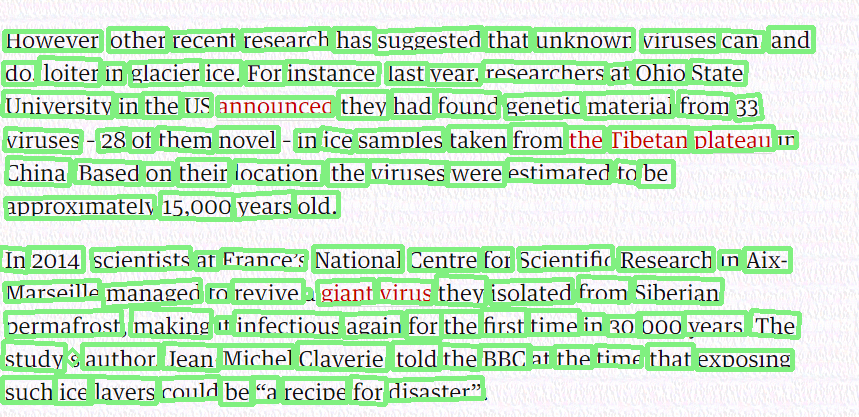 However other recent research has suggested that unknown viruses can and
do loiter in glacier ice. For instance last year, researchers at Ohio State
University in the US announced they had found genetic material from 33
viruses – 28 of them novel – in ice samples taken from the Tibetan plateau in
China. Based on their location, the viruses were estimated to be
approximately 15,000 years old.
In 2014 scientists at France's National Centre for Scientific Research in Aix-
Marseille managed to revive a giant virus they isolated from Siberian
permafrost, making it infectious again for the first time in 30,000 years. The
study's author Jean Michel Claverie told the BBC at the time that exposing
such ice layers could be “a recipe for disaster”.